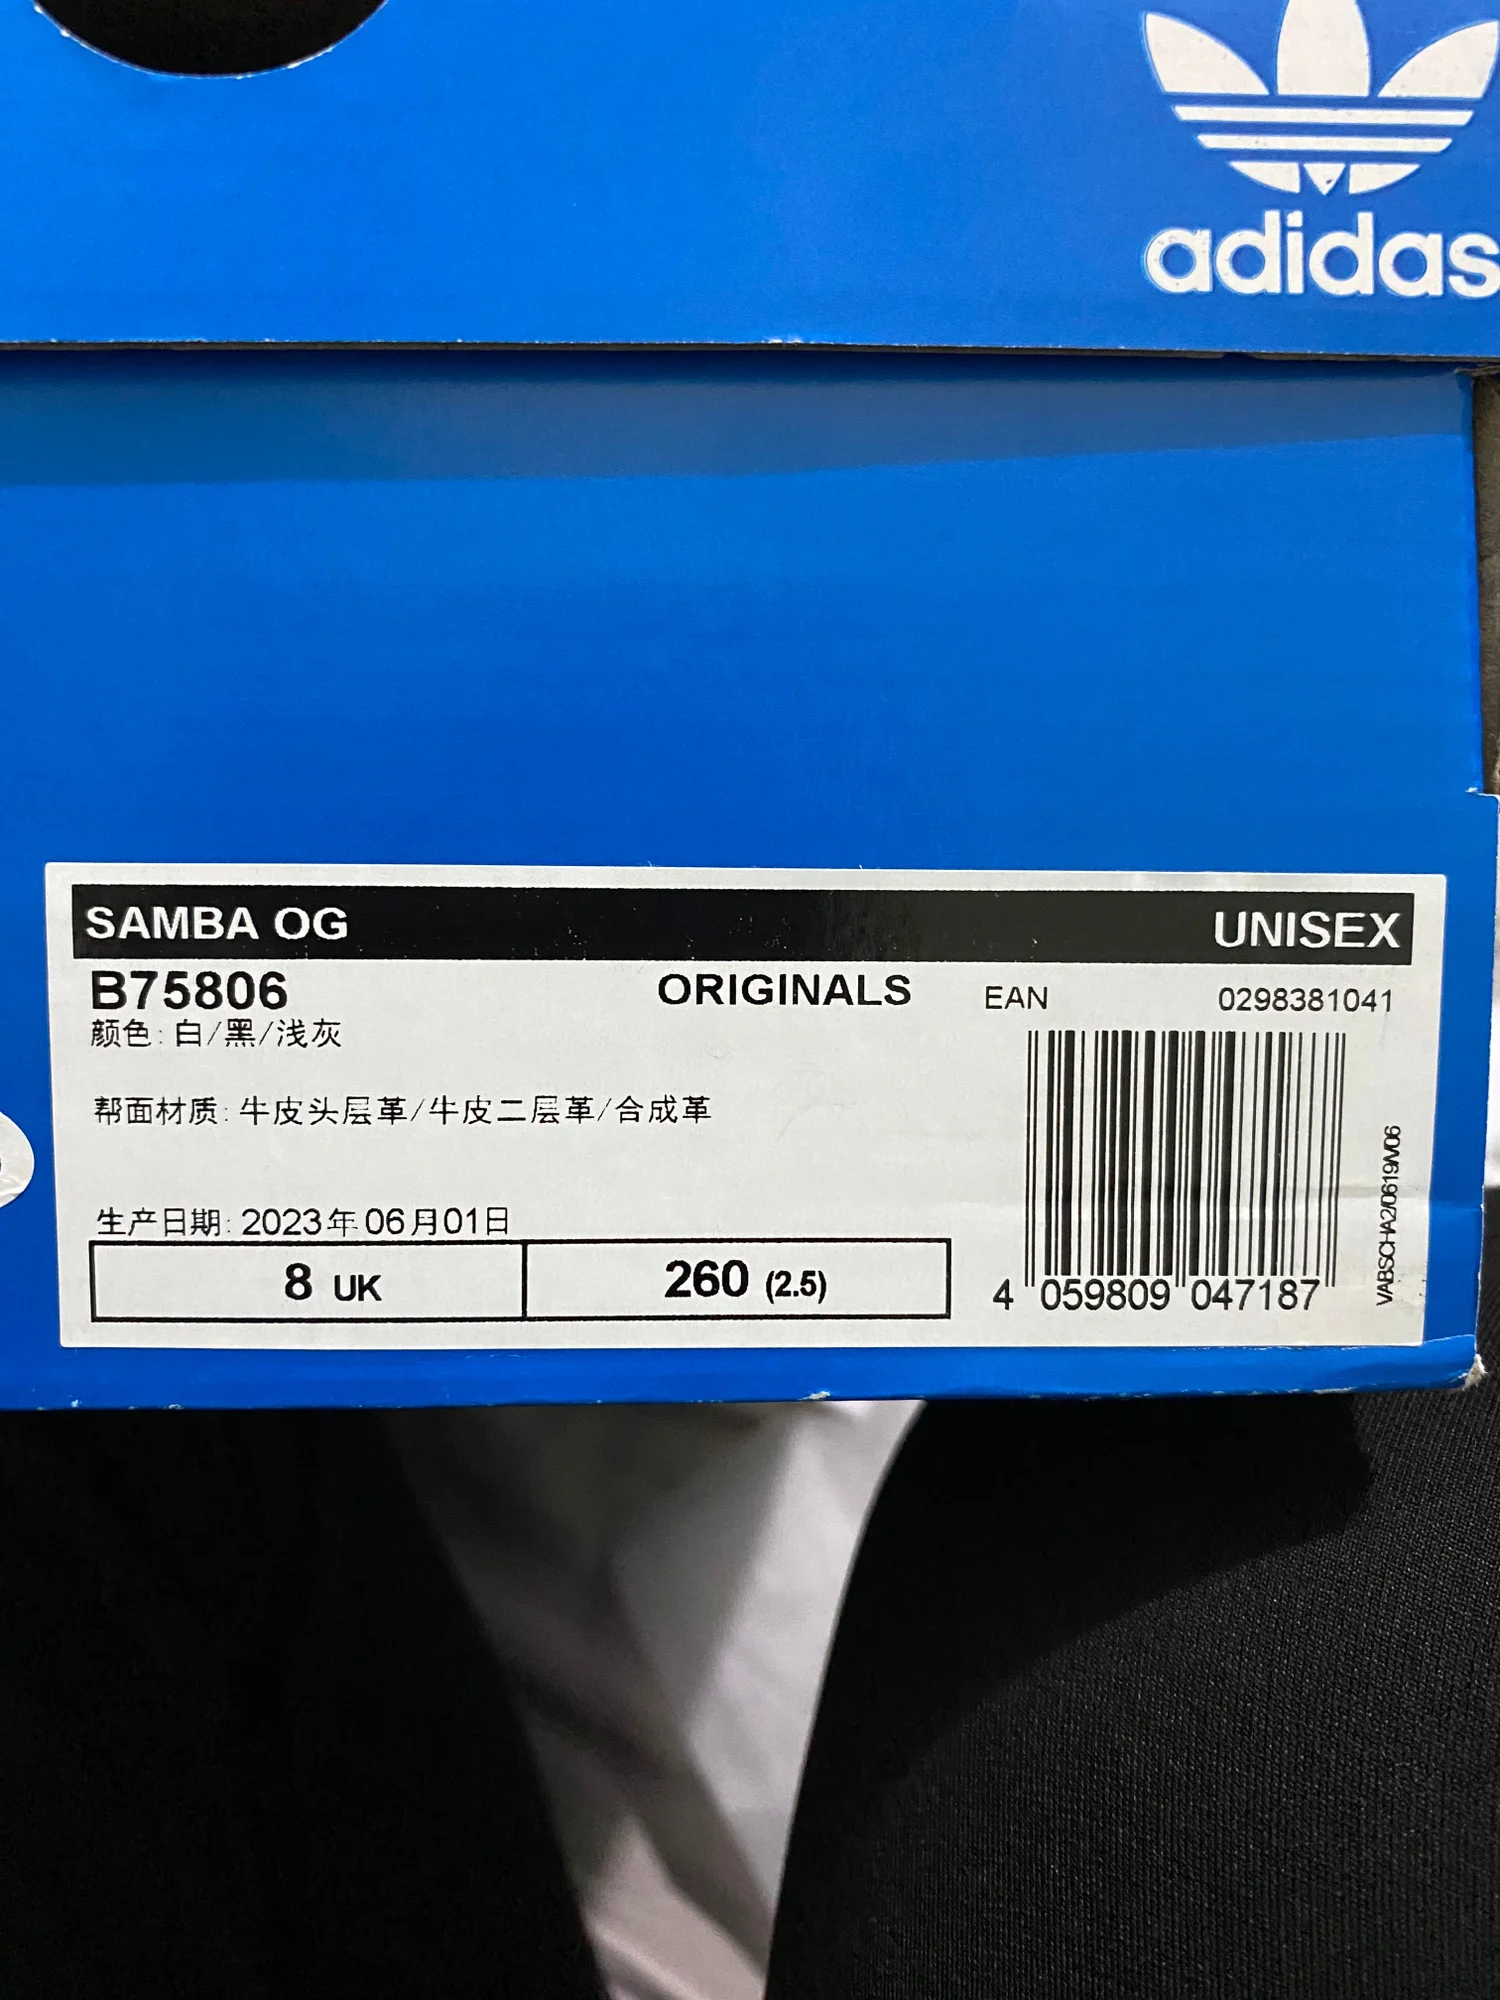 adidas
SAMBA OG UNISEX
B75806 ORIGINALS EAN 0298381041
颜色: 白/黑/浅灰
帮面材质: 牛皮头层革/牛皮二层革/合成革
生产日期: 2023年06月01日
8 UK 260 (2.5)
4 059809 047187
VABSCHA2/0619/V06